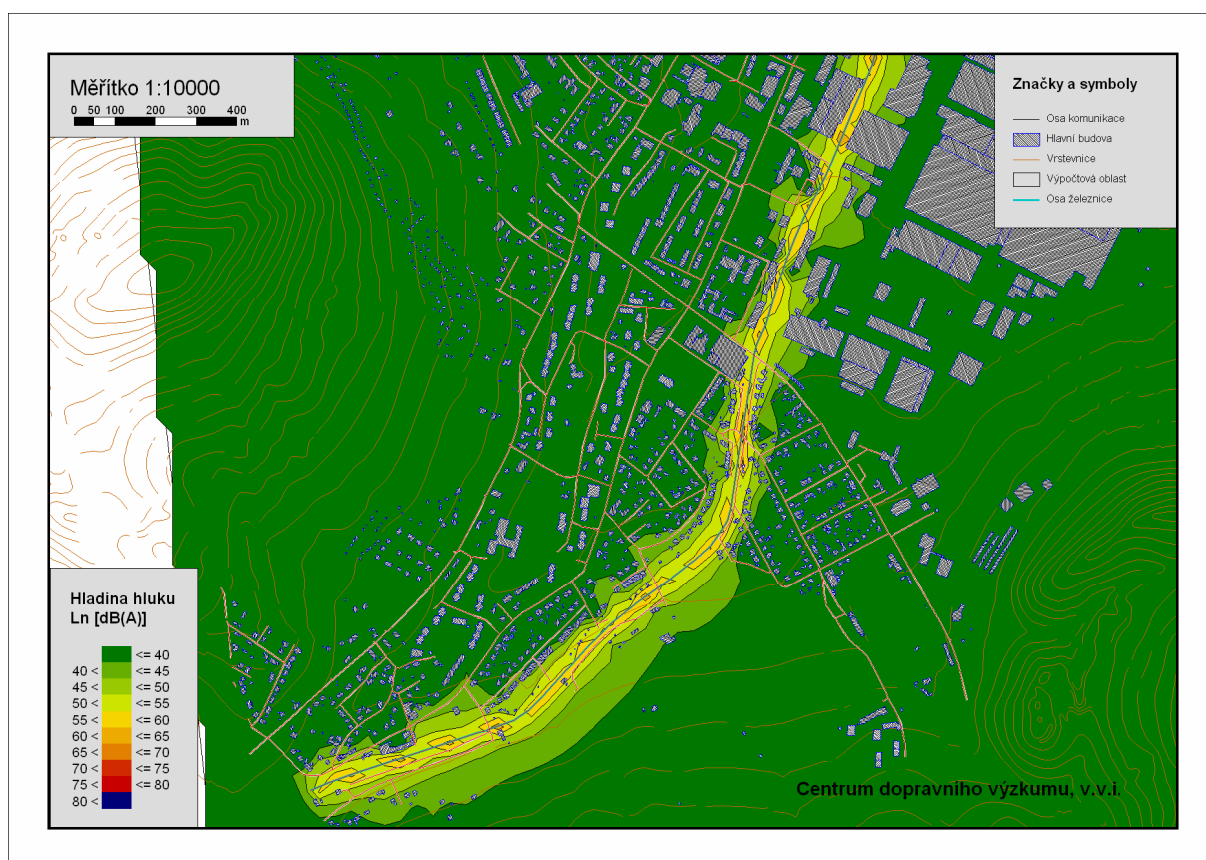 Měřítko 1:10000
0 50 100 200 300 400
m
Značky a symboly
Osa komunikace
Hlavní budova
Vrstevnice
Výpočtová oblast
Osa železnice
Hladina hluku
Ln [dB(A)]
<= 40
40 < <= 45
45 < <= 50
50 < <= 55
55 < <= 60
60 < <= 65
65 < <= 70
70 < <= 75
75 < <= 80
80 <
Centrum dopravního výzkumu, v.v.i.